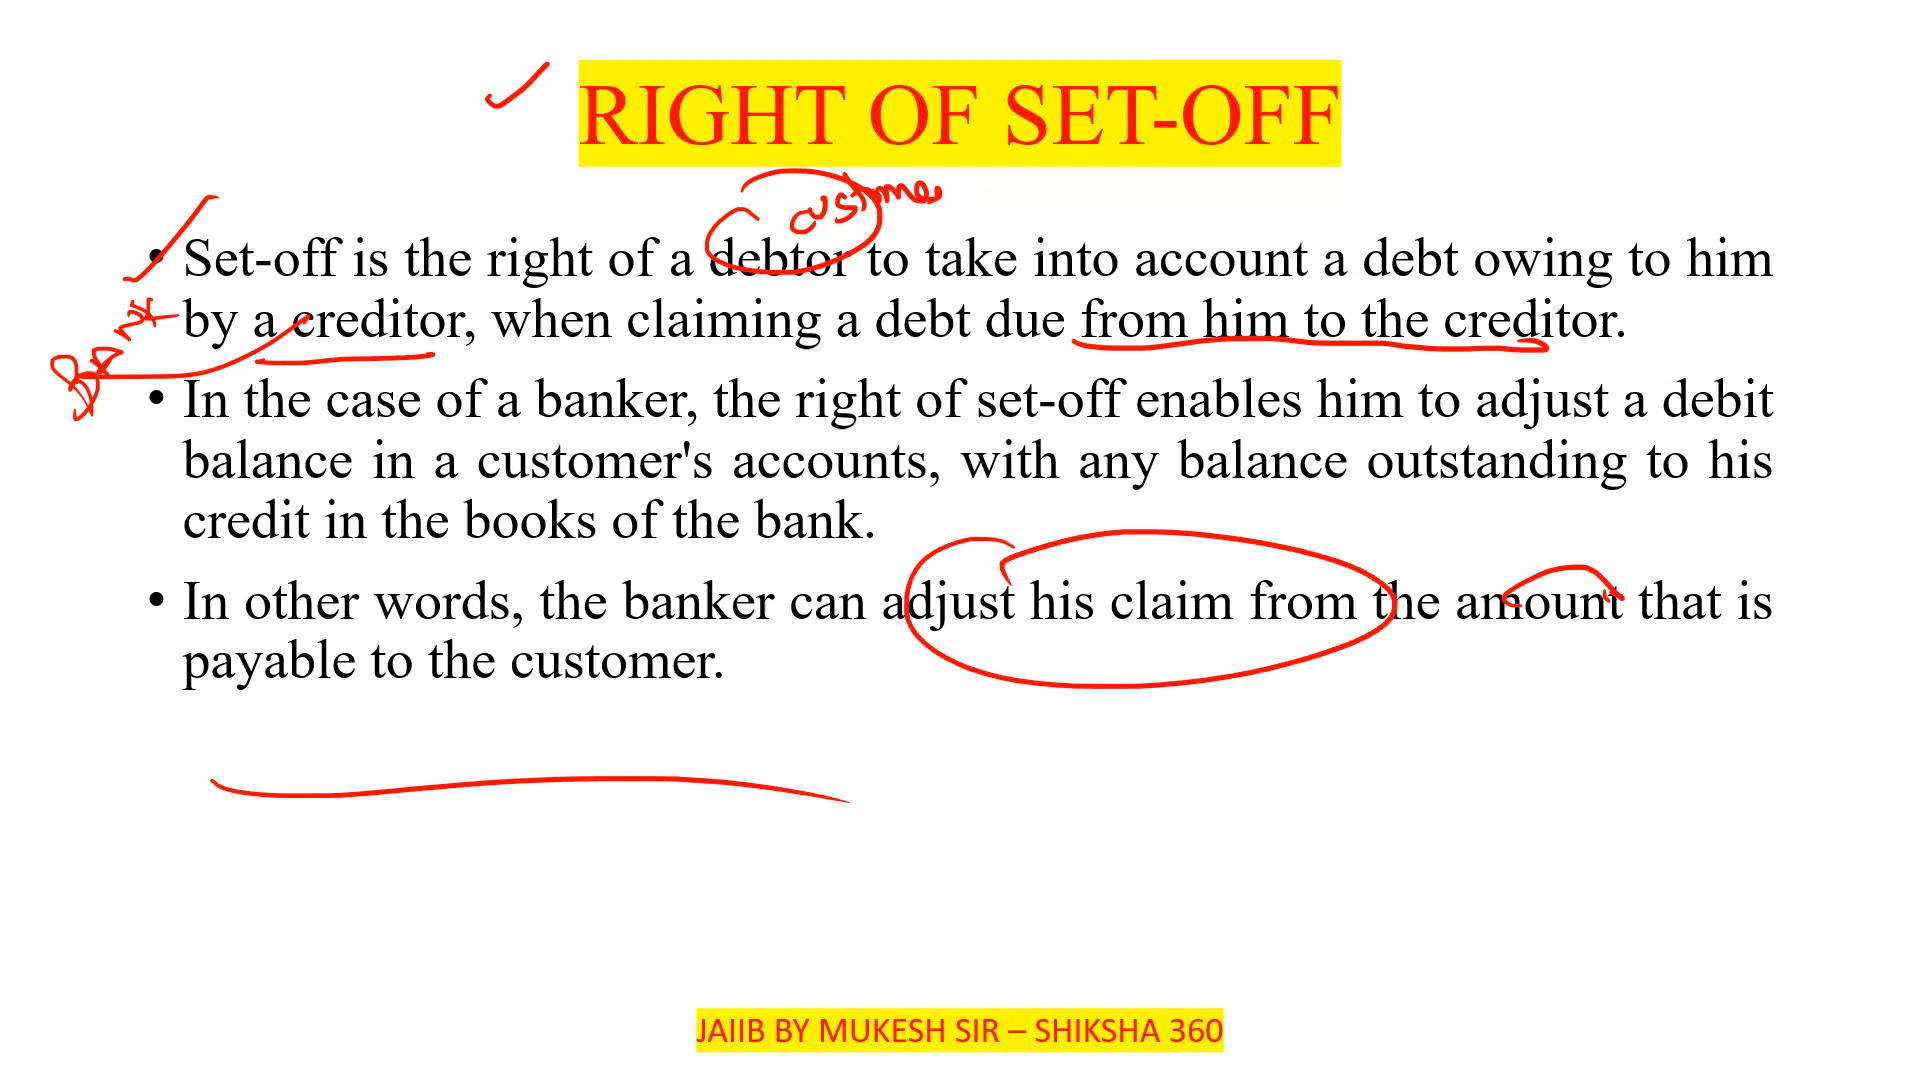 RIGHT OF SET-OFF
customer
• Set-off is the right of a debtor to take into account a debt owing to him
by a creditor, when claiming a debt due from him to the creditor.
Bank
• In the case of a banker, the right of set-off enables him to adjust a debit
balance in a customer's accounts, with any balance outstanding to his
credit in the books of the bank.
• In other words, the banker can adjust his claim from the amount that is
payable to the customer.
JAIIB BY MUKESH SIR – SHIKSHA 360